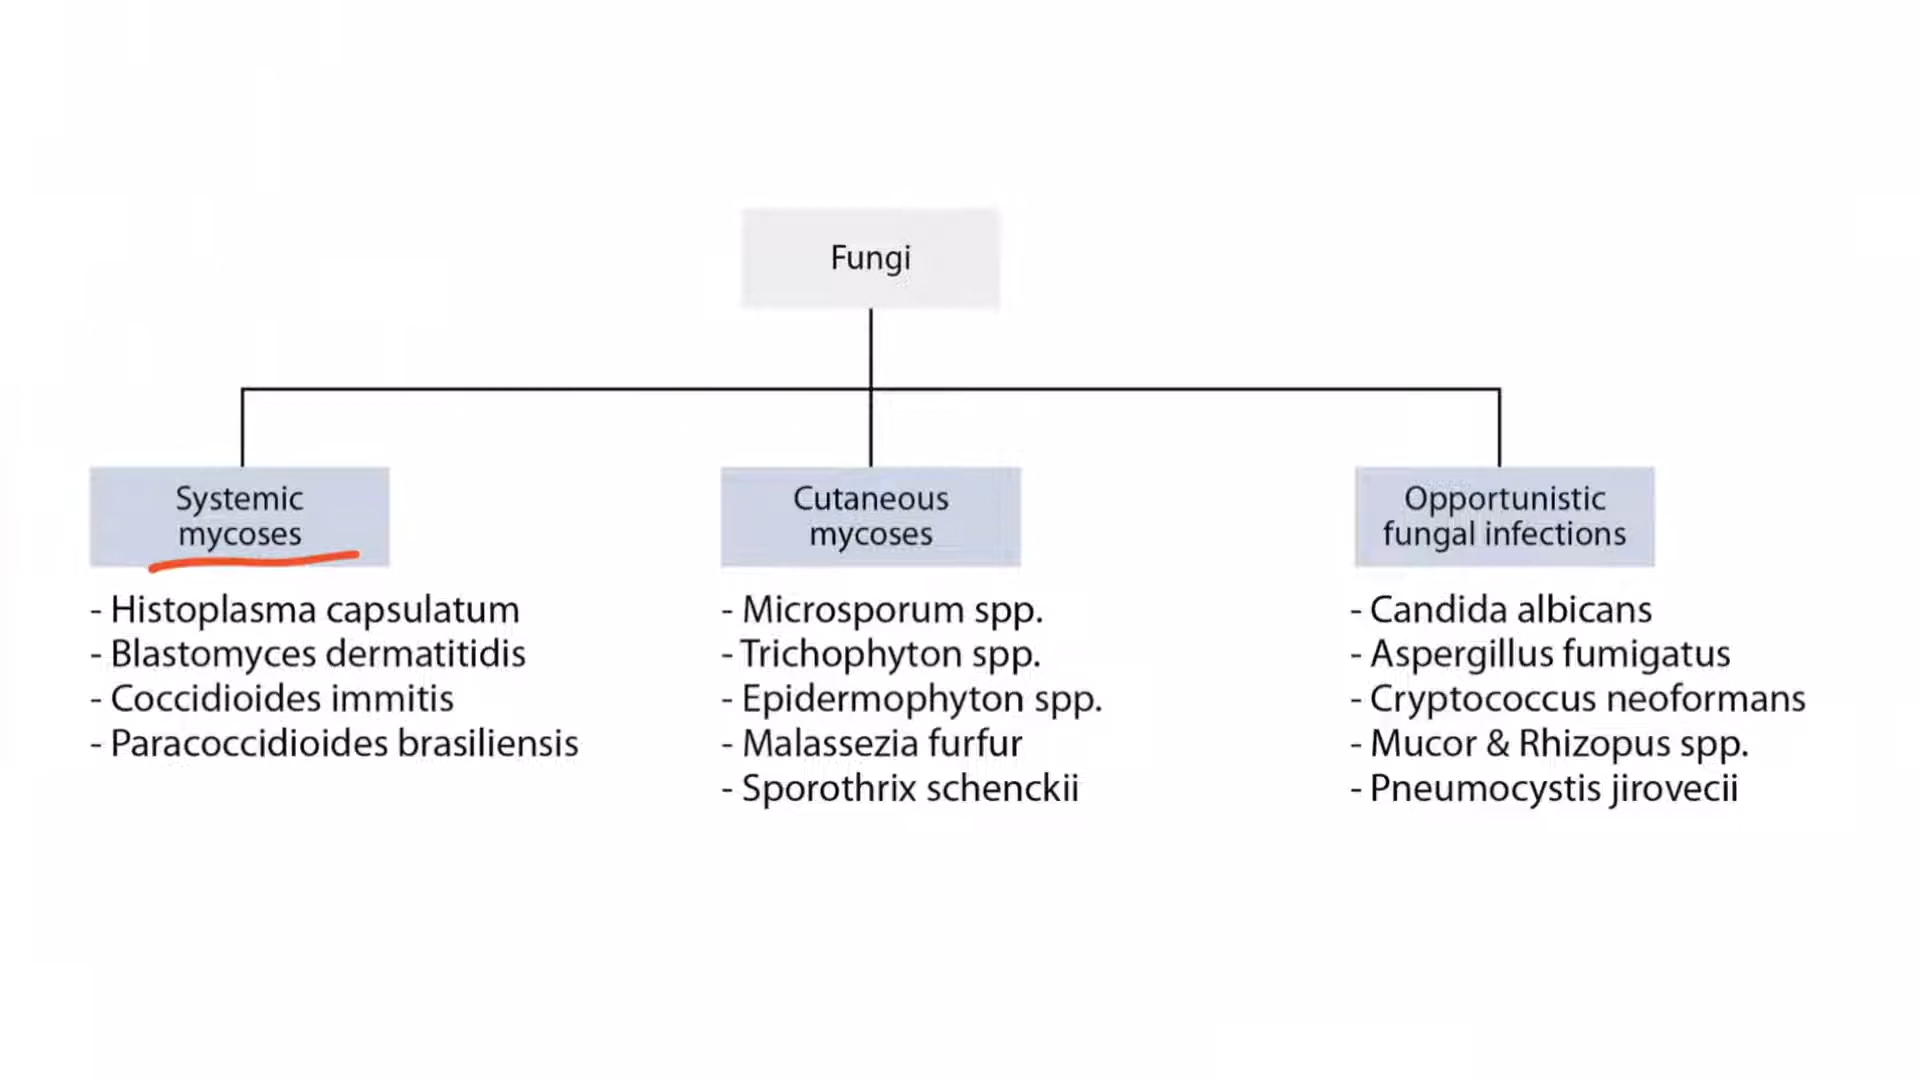 Fungi
Systemic
mycoses
- Histoplasma capsulatum
- Blastomyces dermatitidis
- Coccidioides immitis
- Paracoccidioides brasiliensis
Cutaneous
mycoses
- Microsporum spp.
- Trichophyton spp.
- Epidermophyton spp.
- Malassezia furfur
- Sporothrix schenckii
Opportunistic
fungal infections
- Candida albicans
- Aspergillus fumigatus
- Cryptococcus neoformans
- Mucor & Rhizopus spp.
- Pneumocystis jirovecii